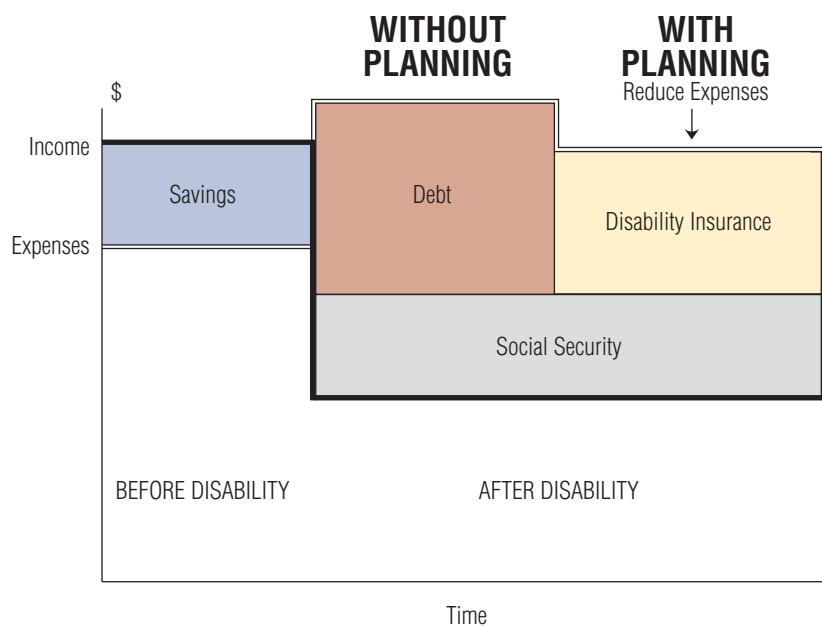 WITHOUT
PLANNING
WITH
PLANNING
$
Reduce Expenses
Income
Savings
Debt
Disability Insurance
Expenses
Social Security
BEFORE DISABILITY
AFTER DISABILITY
Time